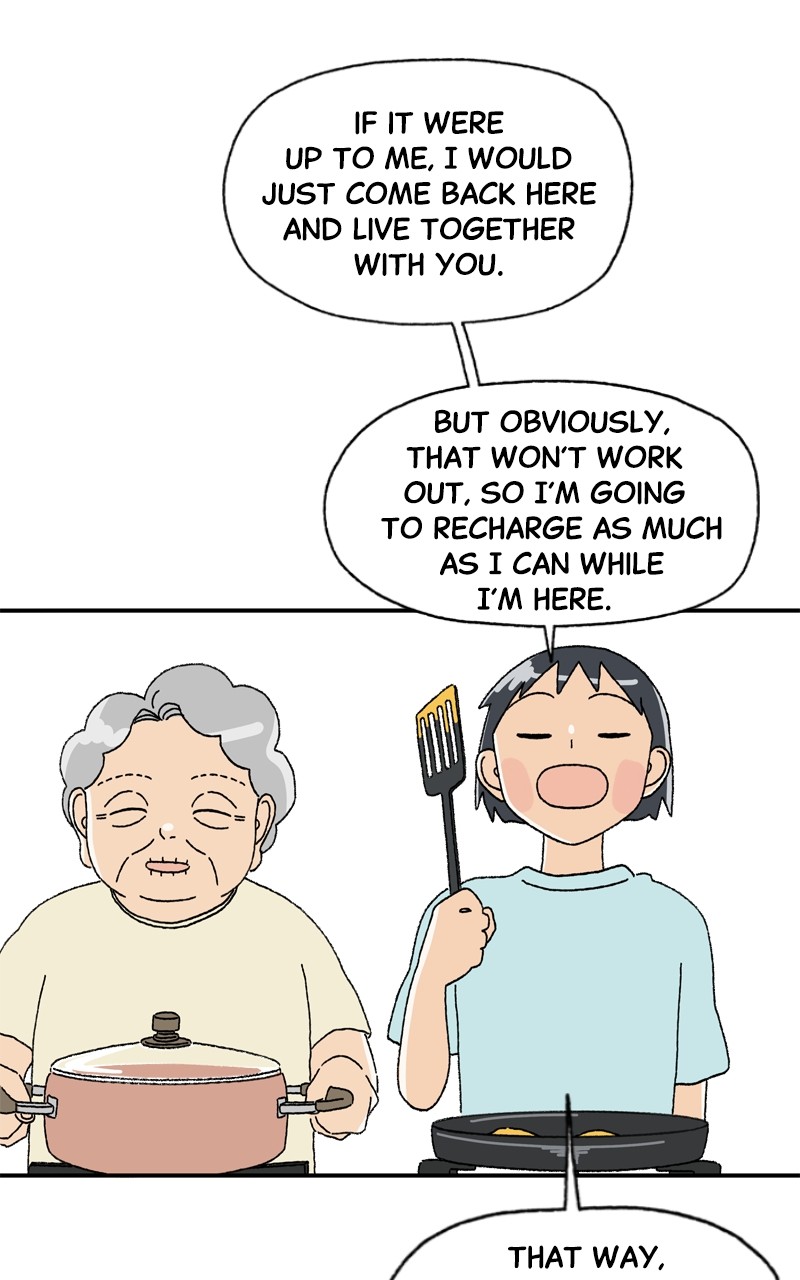 IF IT WERE
UP TO ME, I WOULD
JUST COME BACK HERE
AND LIVE TOGETHER
WITH YOU.
BUT OBVIOUSLY,
THAT WON'T WORK
OUT, SO I'M GOING
TO RECHARGE AS MUCH
AS I CAN WHILE
I'M HERE.
THAT WAY,